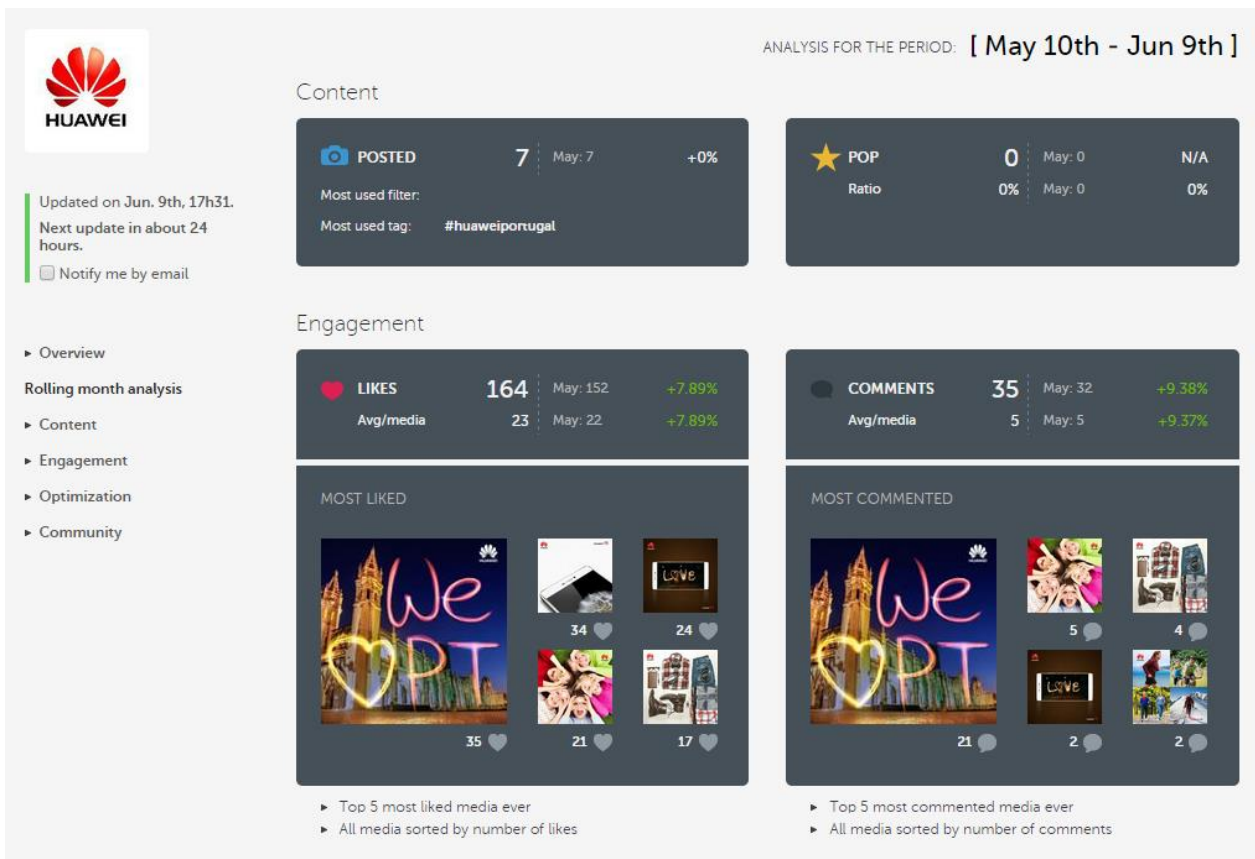 HUAWEI
ANALYSIS FOR THE PERIOD: [ May 10th - Jun 9th ]
Updated on Jun. 9th, 17h31.
Next update in about 24
hours.
Notify me by email
Overview
Rolling month analysis
Content
Engagement
Optimization
Community
Content
POSTED 7 May: 7 +0%
Most used filter:
Most used tag: #huaweiportugal
POP 0 May: 0 N/A
Ratio 0% May: 0 0%
Engagement
LIKES 164 May: 152 +7.89%
Avg/media 23 May: 22 +7.89%
MOST LIKED
We
PT
35
34
LOVE
24
21
17
Top 5 most liked media ever
All media sorted by number of likes
COMMENTS 35 May: 32 +9.38%
Avg/media 5 May: 5 +9.37%
MOST COMMENTED
We
PT
21
5
4
LOVE
2
2
Top 5 most commented media ever
All media sorted by number of comments